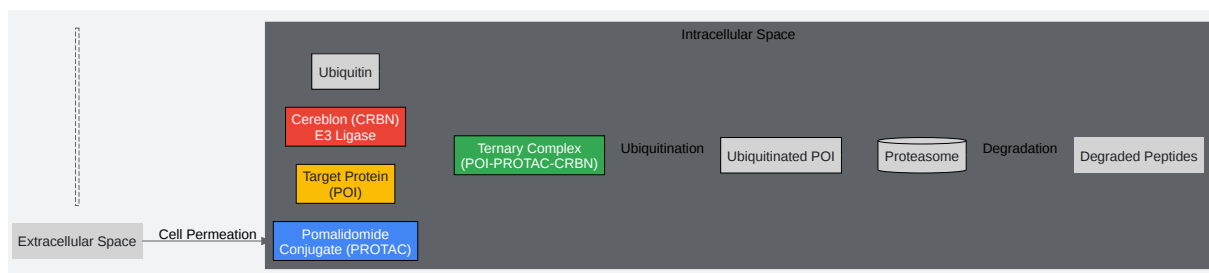 Intracellular Space
Ubiquitin
Cereblon (CRBN)
E3 Ligase
Target Protein
(POI)
Extracellular Space
Cell Permeation
Pomalidomide
Conjugate (PROTAC)
Ternary Complex
(POI-PROTAC-CRBN)
Ubiquitination
Ubiquitinated POI
Proteasome
Degradation
Degraded Peptides